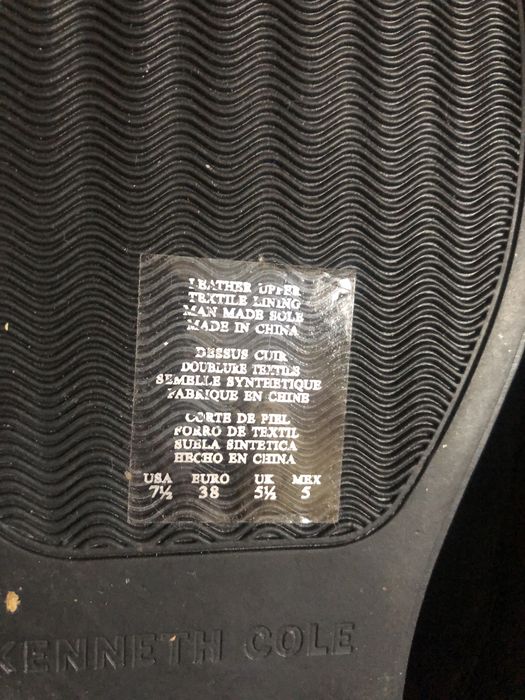 LEATHER UPPER
TEXTILE LINING
MAN MADE SOLE
MADE IN CHINA
DESSUS CUIR
DOUBLURE TEXTILE
SEMELLE SYNTHETIQUE
FABRIQUE EN CHINE
CORTE DE PIEL
FORRO DE TEXTIL
SUELA SINTETICA
HECHO EN CHINA
USA EURO UK MEX
7½ 38 5½ 5
KENNETH COLE